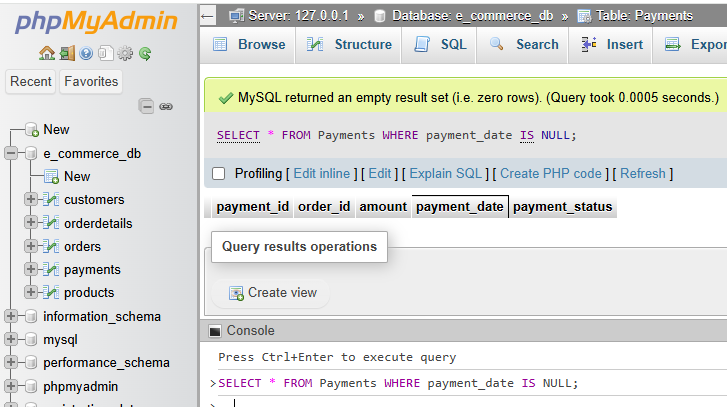 phpMyAdmin
Recent Favorites
New
e_commerce_db
New
customers
orderdetails
orders
payments
products
information_schema
mysql
performance_schema
phpmyadmin
Server: 127.0.0.1 » Database: e_commerce_db » Table: Payments
Browse Structure SQL Search Insert Expor
MySQL returned an empty result set (i.e. zero rows). (Query took 0.0005 seconds.)
SELECT * FROM Payments WHERE payment_date IS NULL;
Profiling [ Edit inline ] [ Edit ] [ Explain SQL ] [ Create PHP code ] [ Refresh ]
payment_id order_id amount payment_date payment_status
Query results operations
Create view
Console
Press Ctrl+Enter to execute query
>SELECT * FROM Payments WHERE payment_date IS NULL;
>